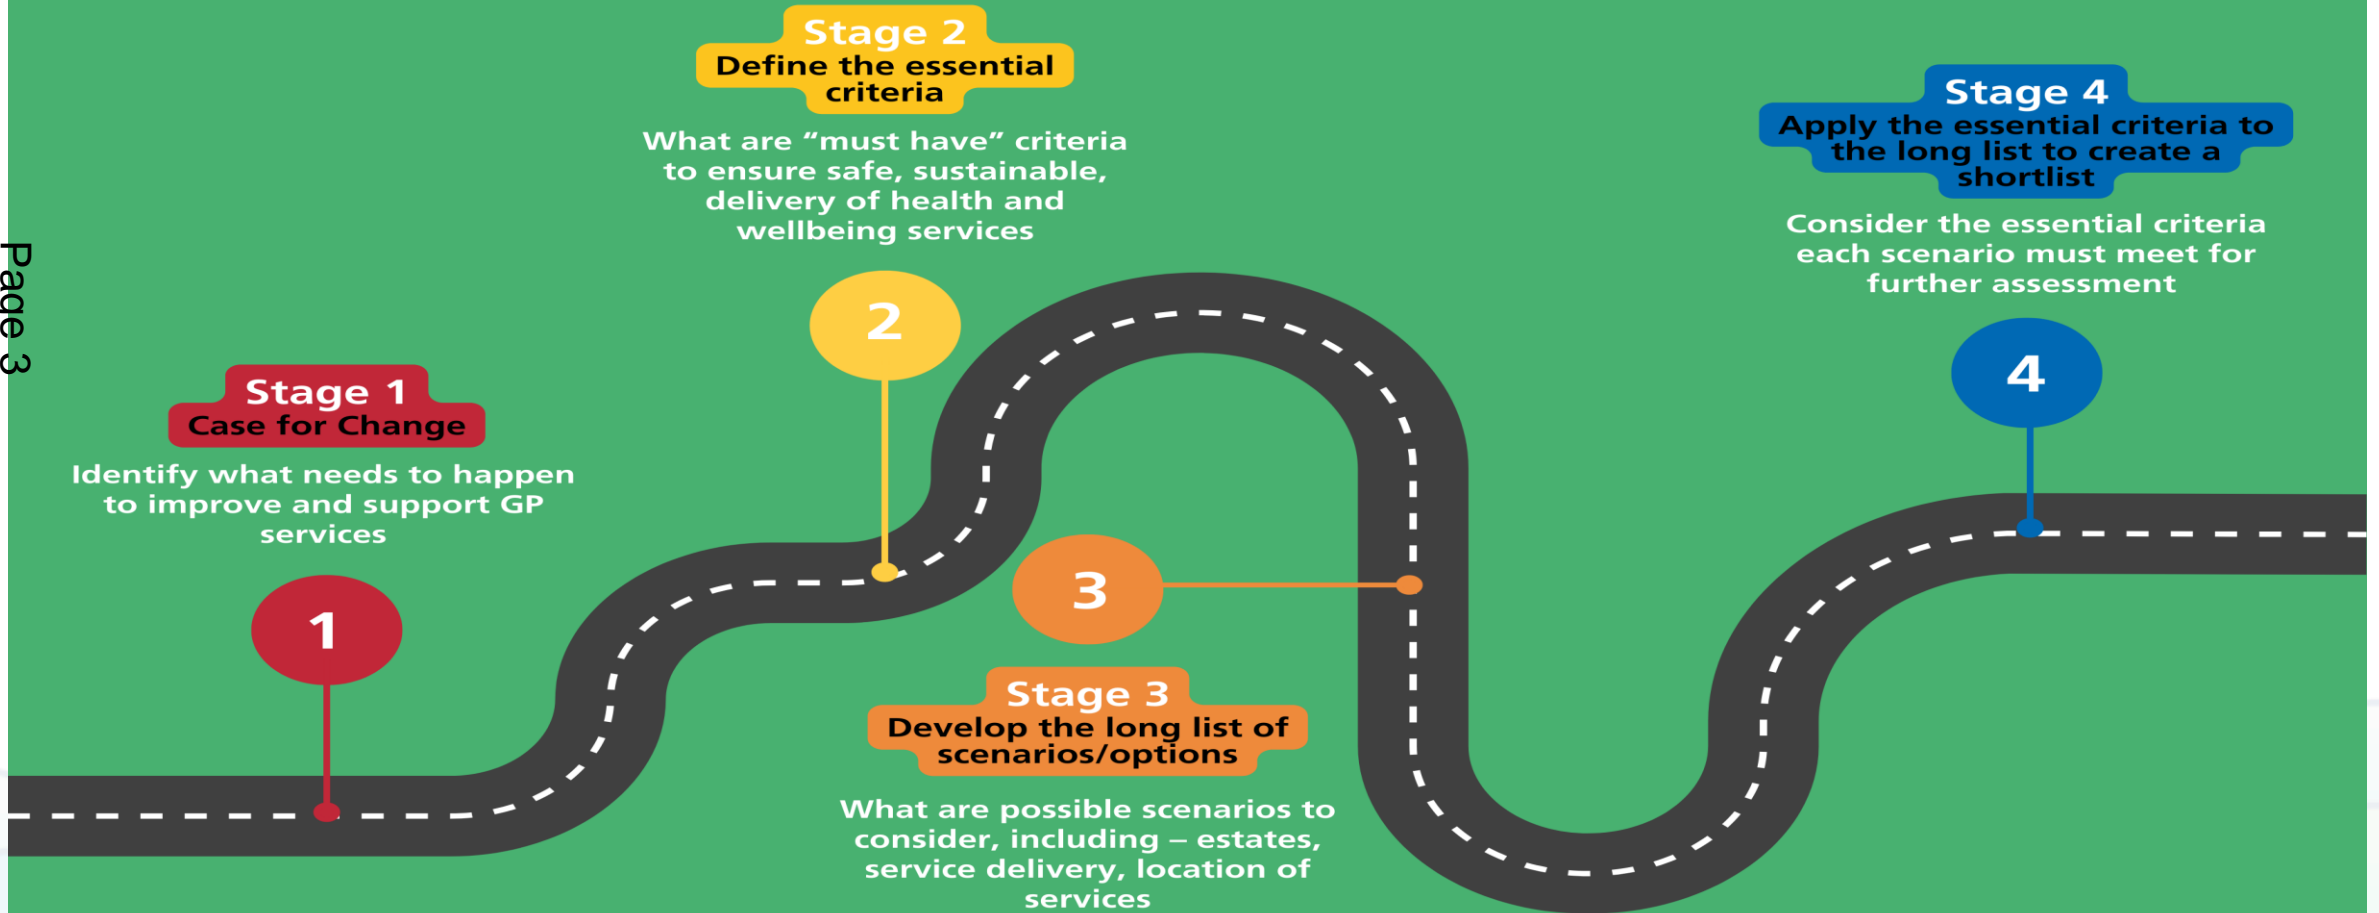 Page 3
Stage 1
Case for Change
Identify what needs to happen
to improve and support GP
services
1
Stage 2
Define the essential
criteria
What are “must have” criteria
to ensure safe, sustainable,
delivery of health and
wellbeing services
2
3
Stage 3
Develop the long list of
scenarios/options
What are possible scenarios to
consider, including – estates,
service delivery, location of
services
Stage 4
Apply the essential criteria to
the long list to create a
shortlist
Consider the essential criteria
each scenario must meet for
further assessment
4